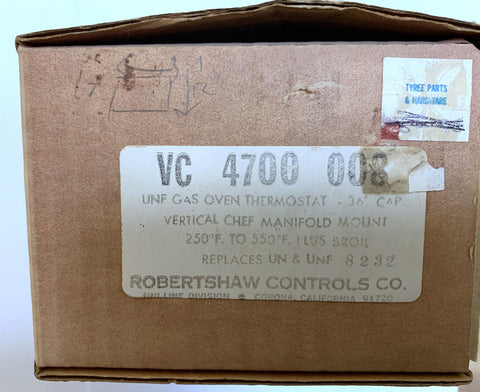 TYREE PARTS
& HARDWARE
VC 4700 008
UNF GAS OVEN THERMOSTAT - 36" CAP
VERTICAL CHEF MANIFOLD MOUNT
250°F. TO 550°F. PLUS BROIL
REPLACES UN & UNF 8232
ROBERTSHAW CONTROLS CO.
UNI-LINE DIVISION CORONA, CALIFORNIA 91720